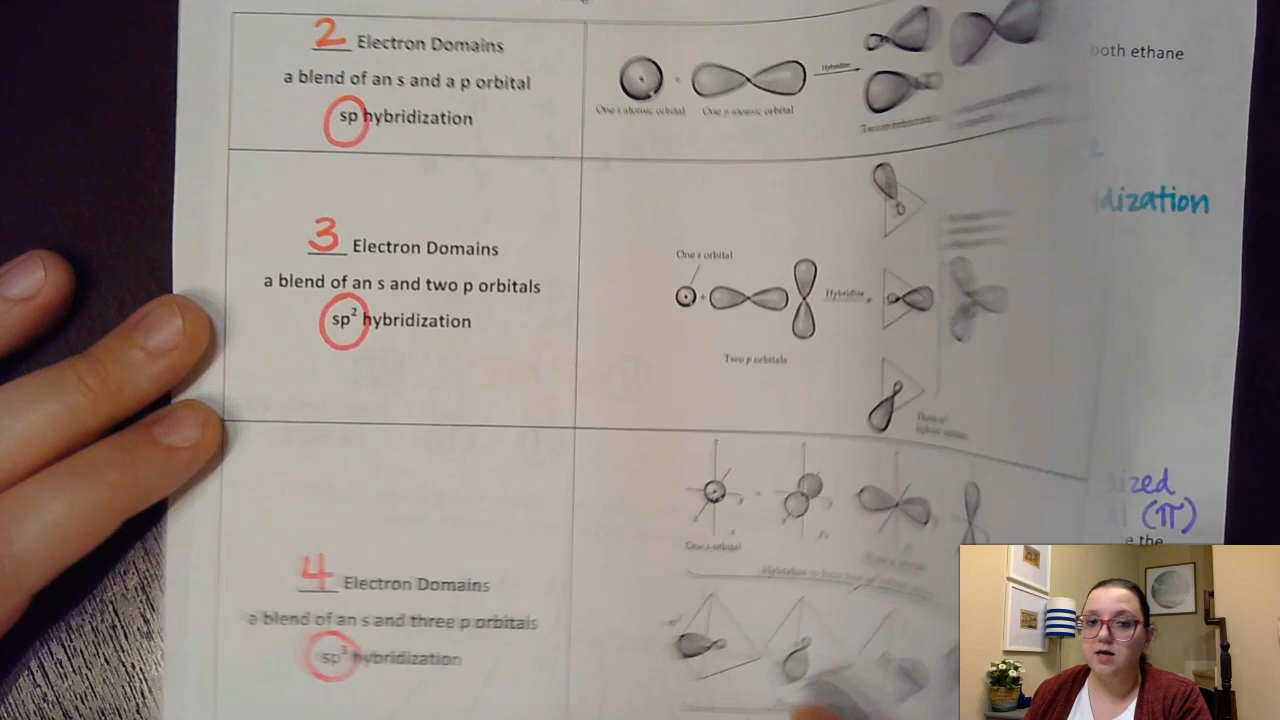 2 Electron Domains
a blend of an s and a p orbital
sp hybridization
One s atomic orbital
One p atomic orbital
Hybridize
both ethane
3 Electron Domains
a blend of an s and two p orbitals
sp² hybridization
One s orbital
Hybridize
Two p orbitals
dization
4 Electron Domains
a blend of an s and three p orbitals
sp³ hybridization
One s orbital
ized
(π)
e the